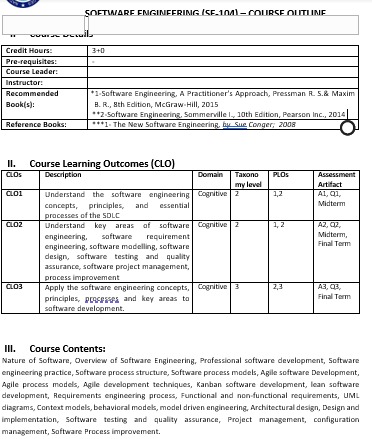 SOFTWARE ENGINEERING (SE-104) – COURSE OUTLINE
II. Course Details
Credit Hours: 3+0
Pre-requisites: -
Course Leader:
Instructor:
Recommended Book(s): *1-Software Engineering, A Practitioner's Approach, Pressman R. S.& Maxim
B. R., 8th Edition, McGraw-Hill, 2015
**2-Software Engineering, Sommerville I., 10th Edition, Pearson Inc., 2014
Reference Books: ***1- The New Software Engineering, by Sue Conger; 2008
II. Course Learning Outcomes (CLO)
CLOs Description Domain Taxono my level PLOs Assessment Artifact
CLO1 Understand the software engineering Cognitive 2 1,2 A1, Q1,
concepts, principles, and essential Midterm
processes of the SDLC
CLO2 Understand key areas of software Cognitive 2 1, 2 A2, Q2,
engineering, software requirement Midterm,
engineering, software modelling, software Final Term
design, software testing and quality
assurance, software project management,
process improvement
CLO3 Apply the software engineering concepts, Cognitive 3 2,3 A3, Q3,
principles, processes and key areas to Final Term
software development.
III. Course Contents:
Nature of Software, Overview of Software Engineering, Professional software development, Software
engineering practice, Software process structure, Software process models, Agile software Development,
Agile process models, Agile development techniques, Kanban software development, lean software
development, Requirements engineering process, Functional and non-functional requirements, UML
diagrams, Context models, behavioral models, model driven engineering, Architectural design, Design and
implementation, Software testing and quality assurance, Project management, configuration
management, Software Process improvement.